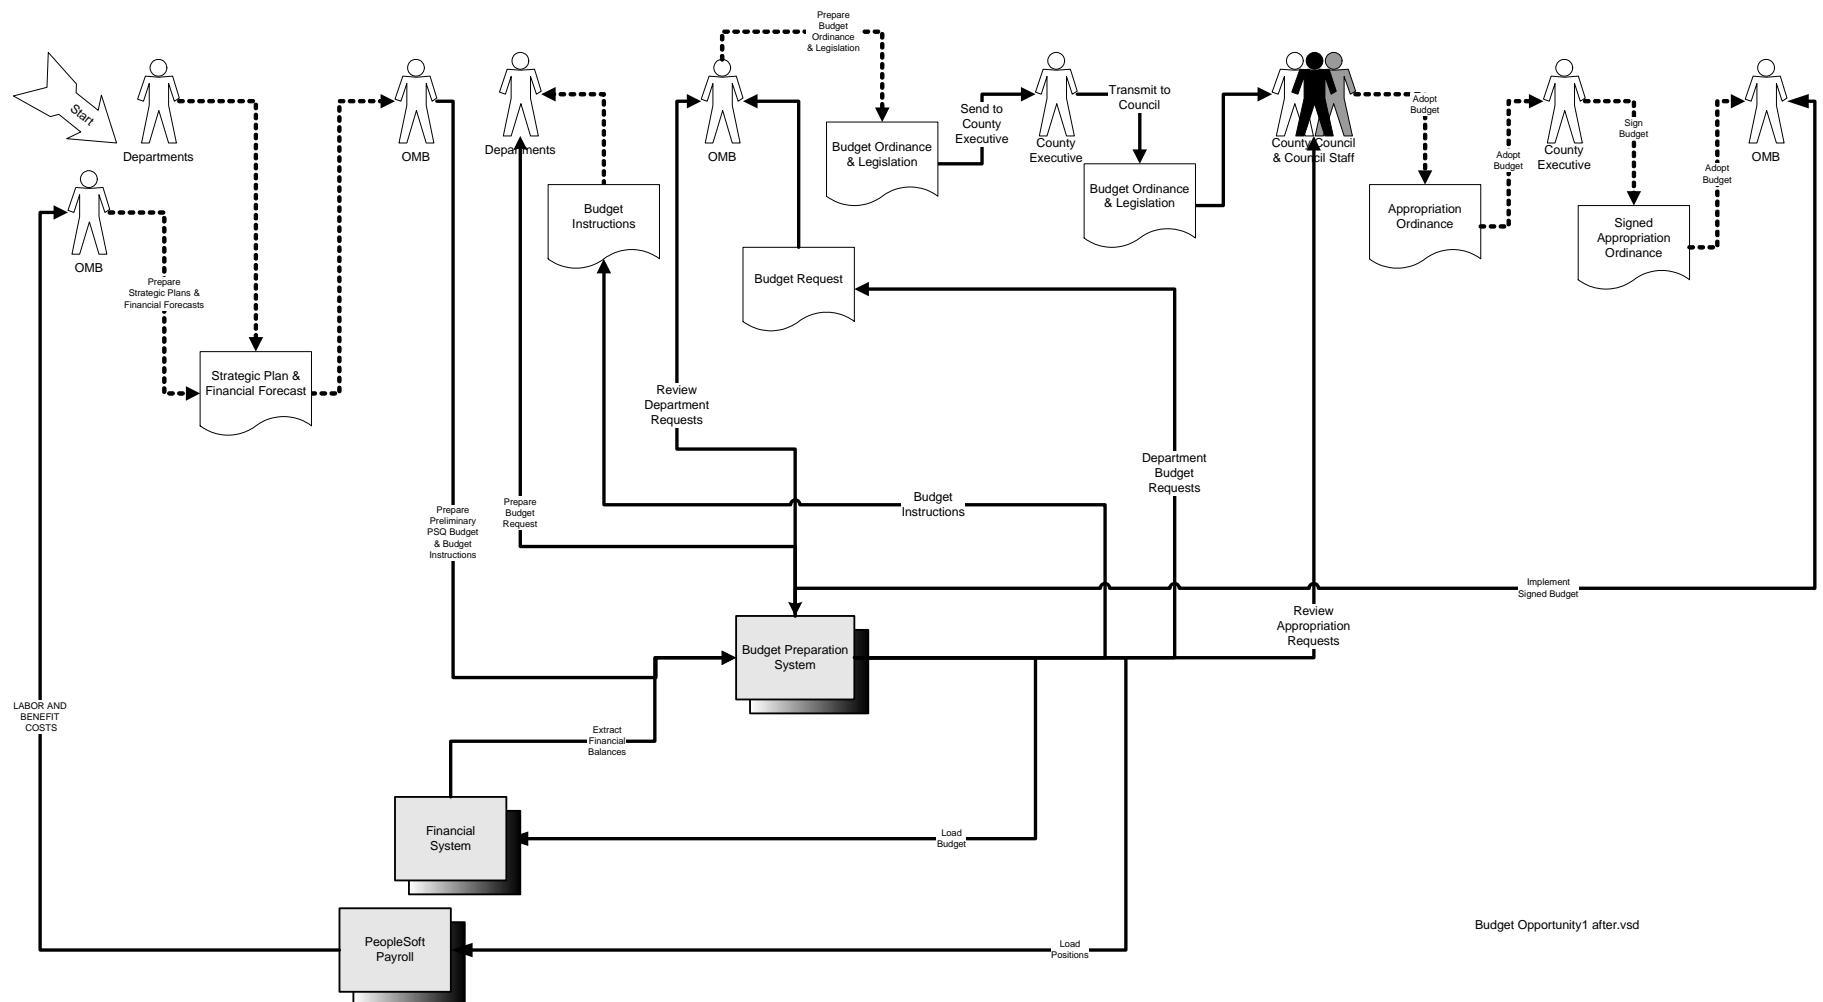 Start
Departments
OMB
Prepare
Strategic Plans &
Financial Forecasts
Strategic Plan &
Financial Forecast
OMB
Departments
Budget
Instructions
OMB
Prepare
Budget
Ordinance
& Legislation
Budget Request
Budget Ordinance
& Legislation
Send to
County
Executive
County
Executive
Transmit to
Council
Budget Ordinance
& Legislation
County Council
& Council Staff
Adopt
Budget
Appropriation
Ordinance
Adopt
Budget
County
Executive
Sign
Budget
Signed
Appropriation
Ordinance
Adopt
Budget
OMB
Review
Department
Requests
Department
Budget
Requests
Budget
Instructions
Prepare
Budget
Request
Prepare
Preliminary
PSQ Budget
& Budget
Instructions
Implement
Signed Budget
Review
Appropriation
Requests
Budget Preparation
System
LABOR AND
BENEFIT
COSTS
Extract
Financial
Balances
Financial
System
Load
Budget
PeopleSoft
Payroll
Load
Positions
Budget Opportunity1 after.vsd